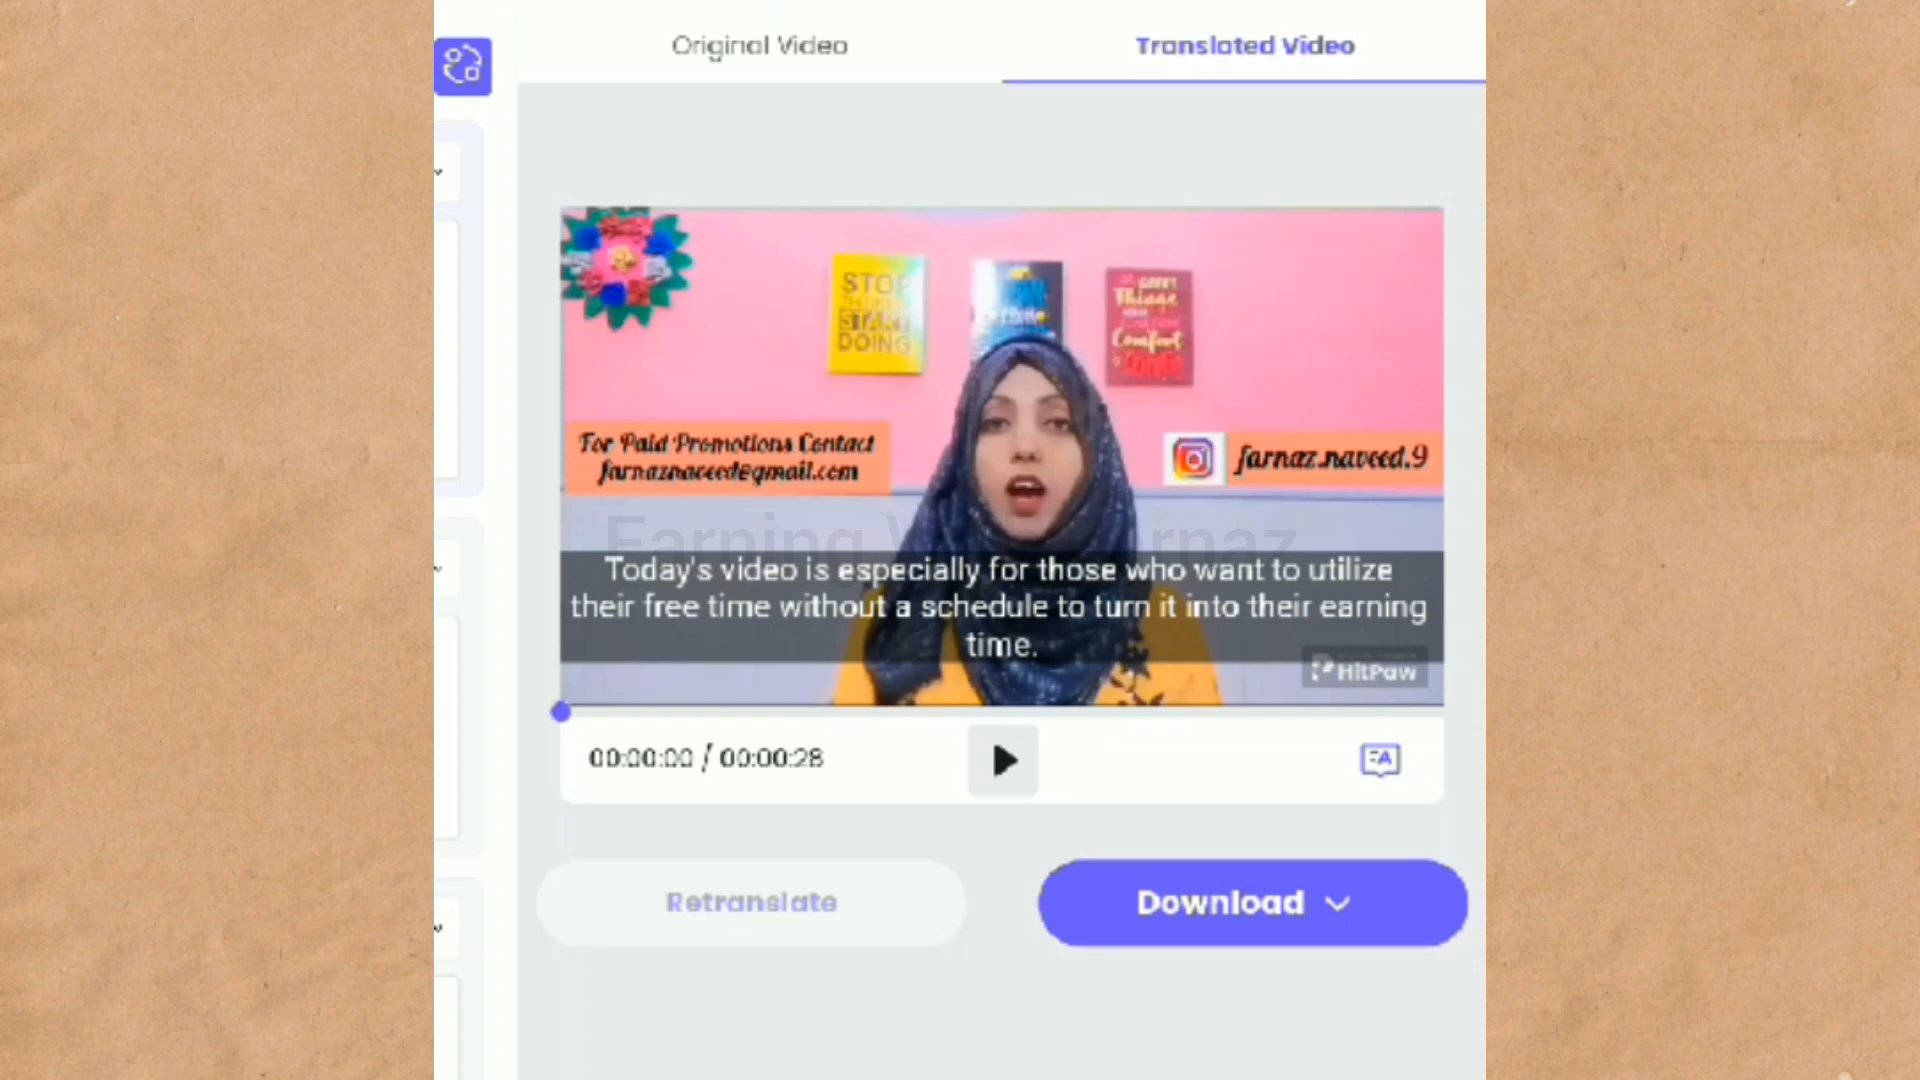 Original Video
Translated Video
STOP
START
DOING
Things
Comfort
For Paid Promotions Contact
farnaznaveed@gmail.com
farnaz.naveed.9
Today's video is especially for those who want to utilize
their free time without a schedule to turn it into their earning
time.
HitPaw
00:00:00 / 00:00:28
Retranslate
Download